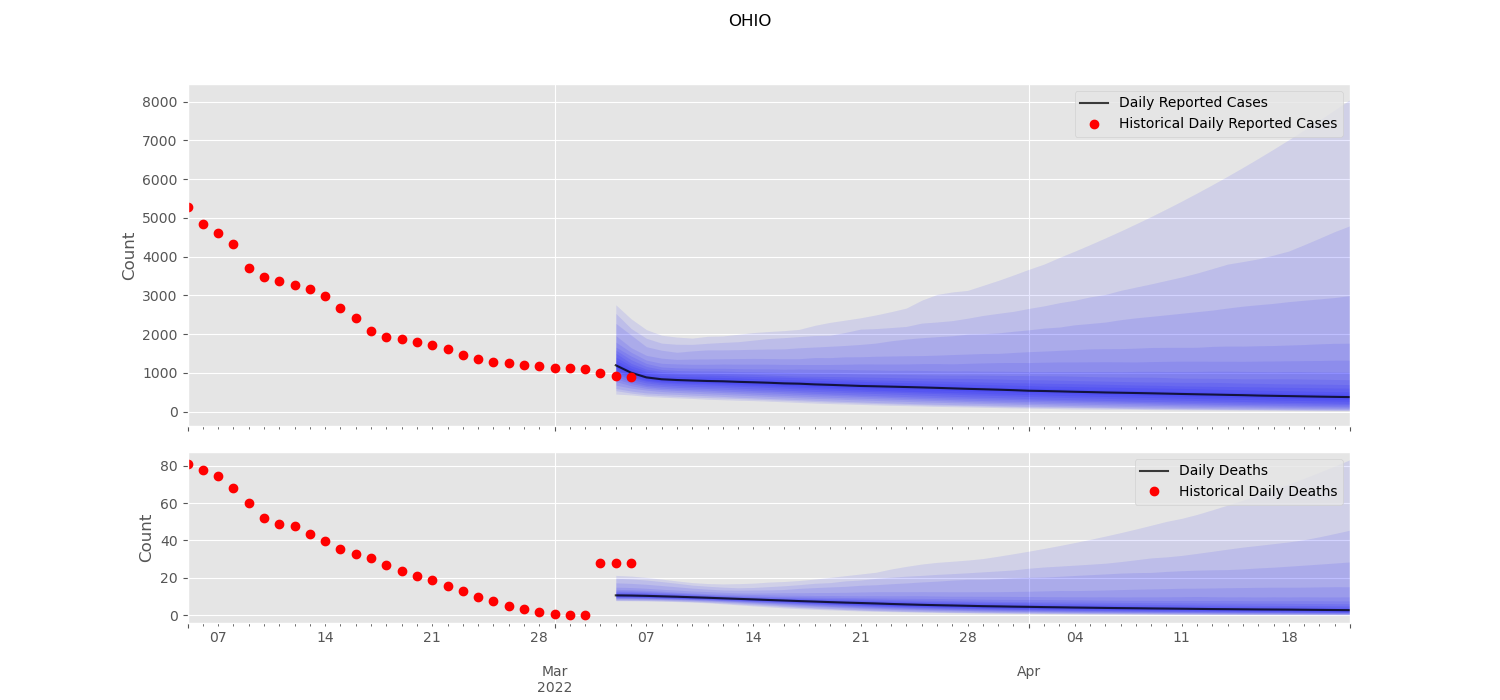 OHIO
8000
7000
6000
5000
4000
3000
2000
1000
0
Count
Daily Reported Cases
Historical Daily Reported Cases
80
60
40
20
0
Count
Daily Deaths
Historical Daily Deaths
07 14 21 28 07 14 21 28 04 11 18
Mar Apr
2022